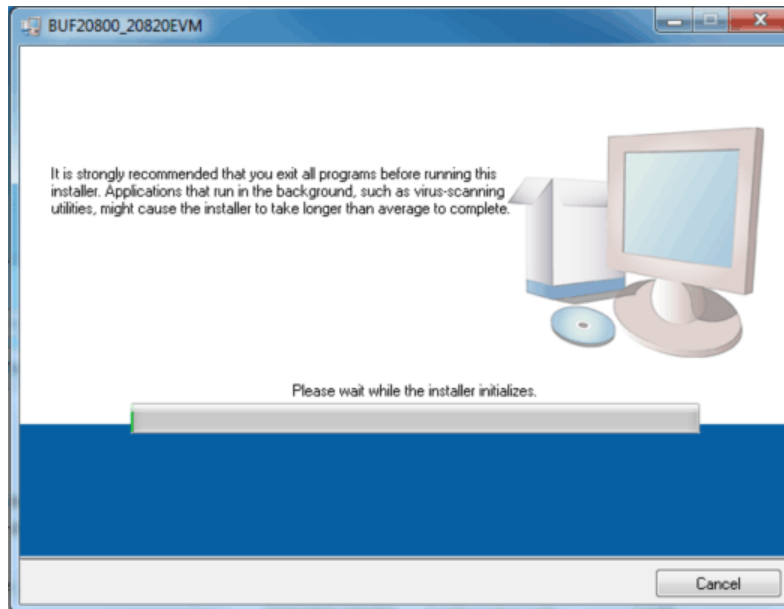 BUF20800_20820EVM
It is strongly recommended that you exit all programs before running this
installer. Applications that run in the background, such as virus-scanning
utilities, might cause the installer to take longer than average to complete.
Please wait while the installer initializes.
Cancel